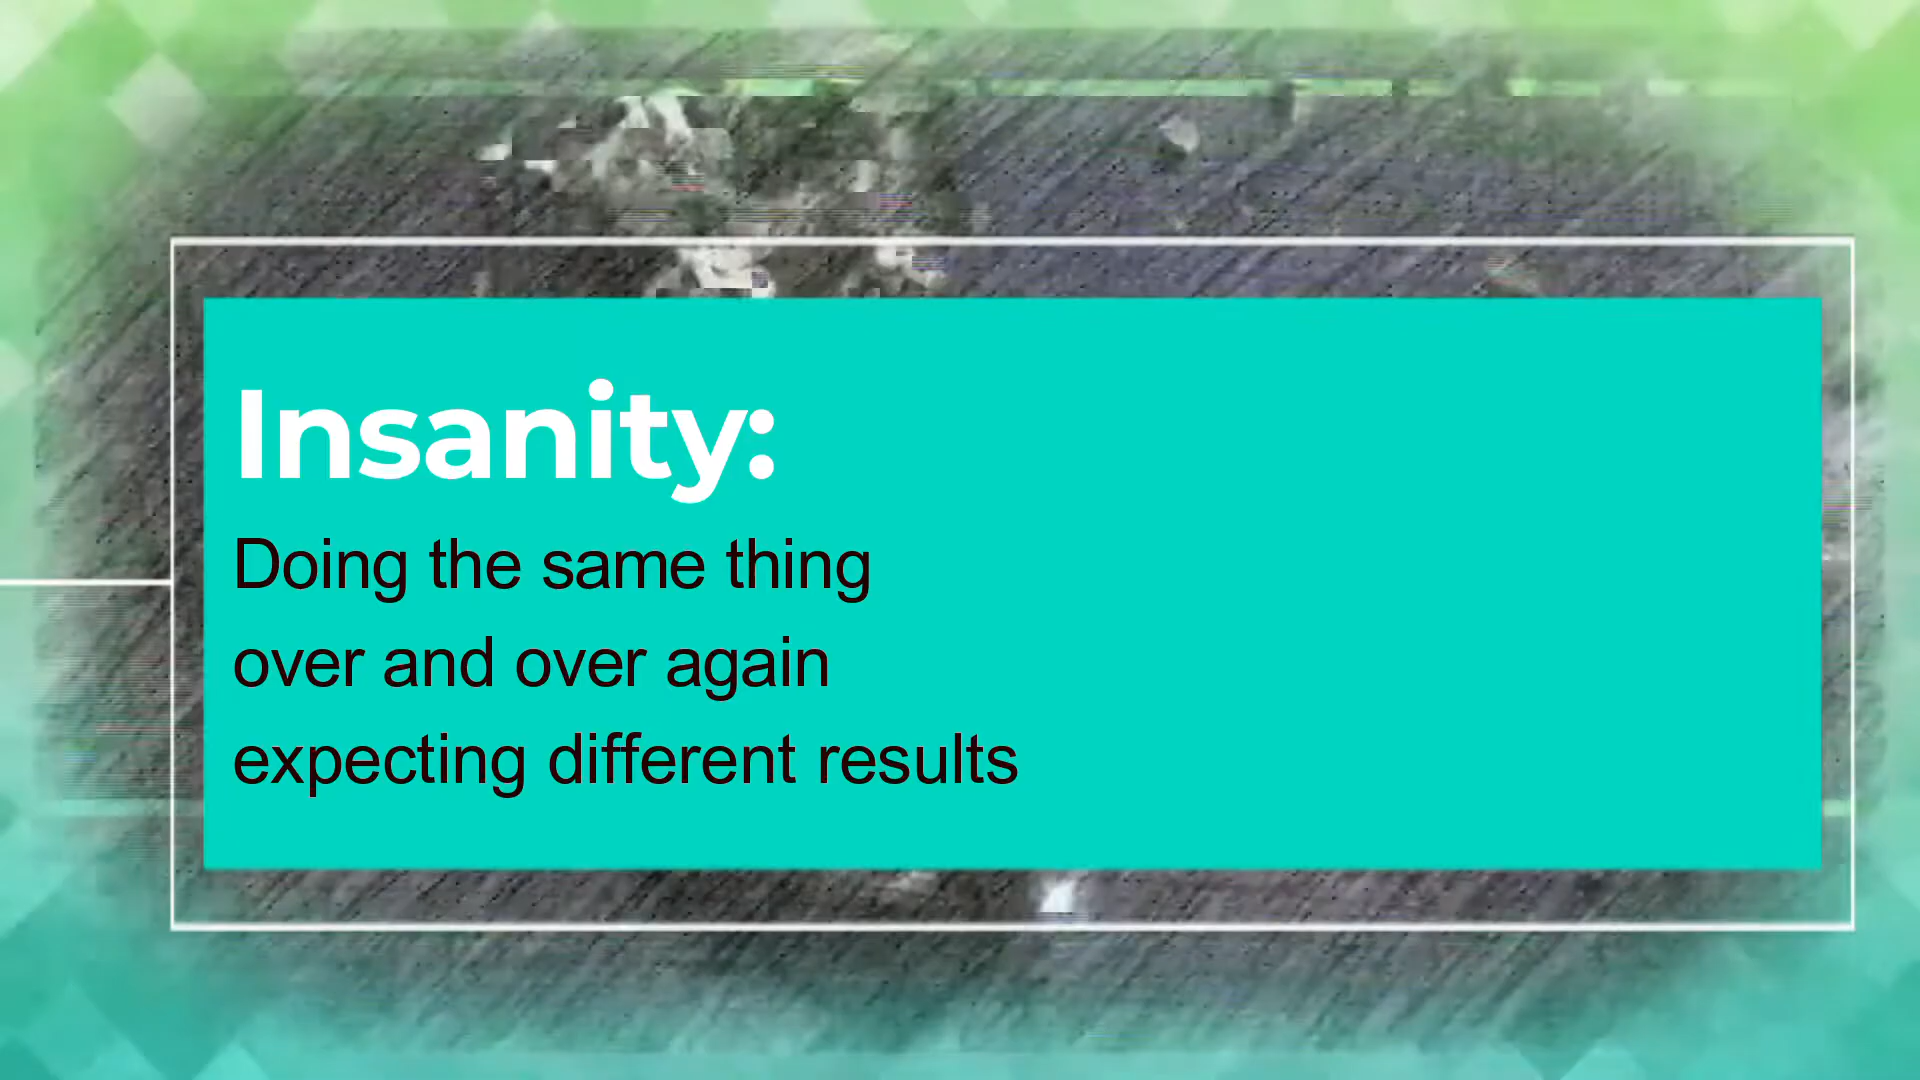 Insanity:
Doing the same thing
over and over again
expecting different results